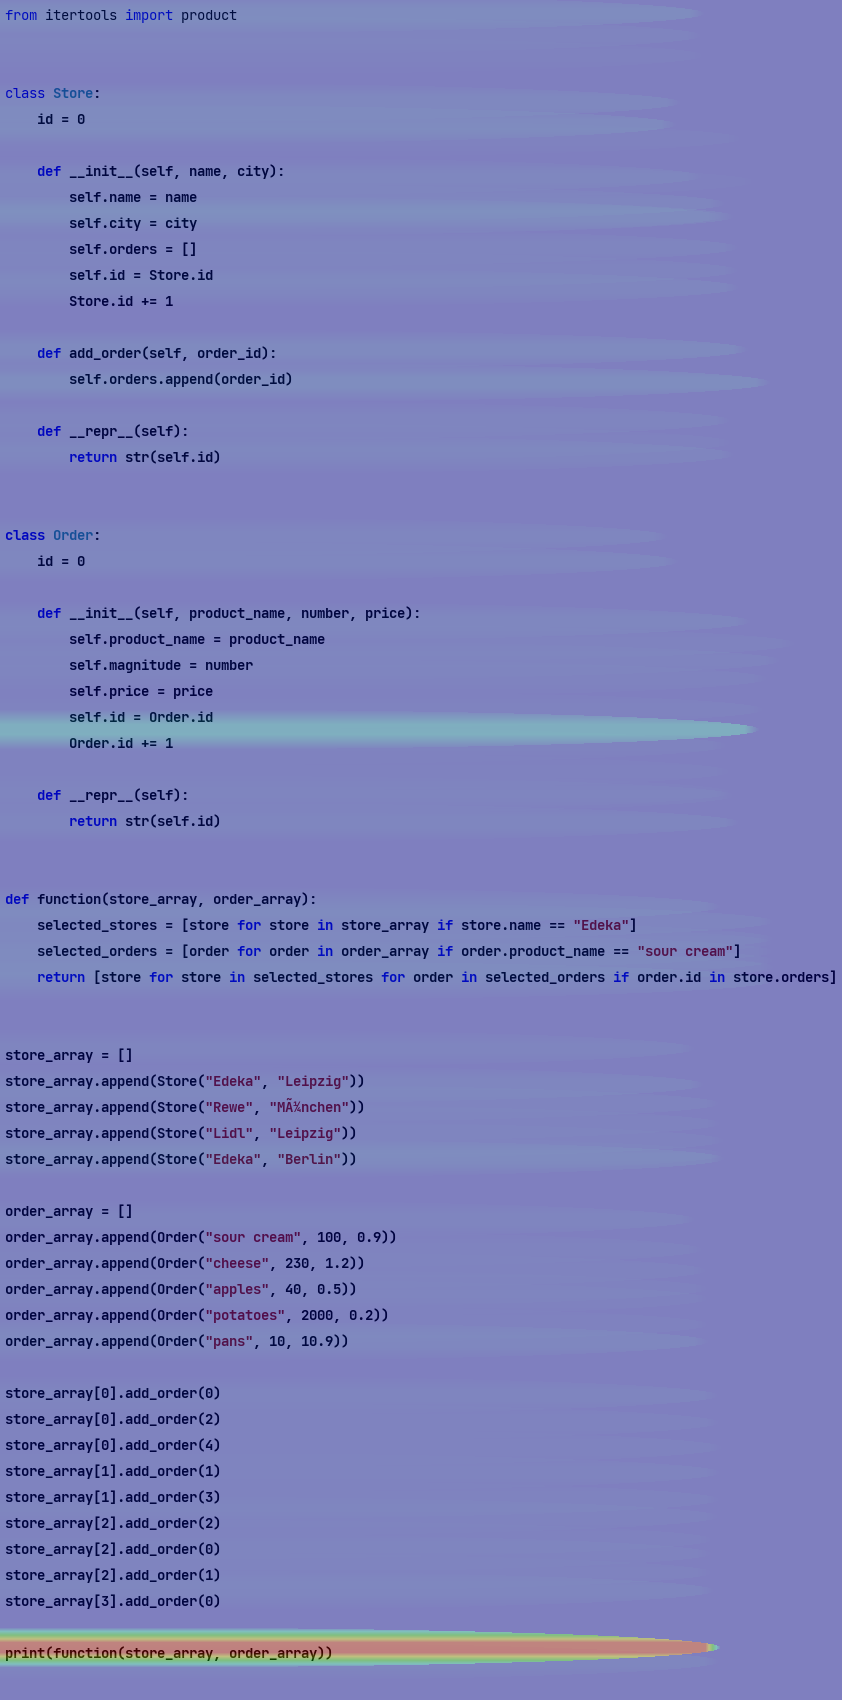 from itertools import product
class Store:
    id = 0
    def __init__(self, name, city):
        self.name = name
        self.city = city
        self.orders = []
        self.id = Store.id
        Store.id += 1
    def add_order(self, order_id):
        self.orders.append(order_id)
    def __repr__(self):
        return str(self.id)
class Order:
    id = 0
    def __init__(self, product_name, number, price):
        self.product_name = product_name
        self.magnitude = number
        self.price = price
        self.id = Order.id
        Order.id += 1
    def __repr__(self):
        return str(self.id)
def function(store_array, order_array):
    selected_stores = [store for store in store_array if store.name == "Edeka"]
    selected_orders = [order for order in order_array if order.product_name == "sour cream"]
    return [store for store in selected_stores for order in selected_orders if order.id in store.orders]
store_array = []
store_array.append(Store("Edeka", "Leipzig"))
store_array.append(Store("Rewe", "MÃ¼nchen"))
store_array.append(Store("Lidl", "Leipzig"))
store_array.append(Store("Edeka", "Berlin"))
order_array = []
order_array.append(Order("sour cream", 100, 0.9))
order_array.append(Order("cheese", 230, 1.2))
order_array.append(Order("apples", 40, 0.5))
order_array.append(Order("potatoes", 2000, 0.2))
order_array.append(Order("pans", 10, 10.9))
store_array[0].add_order(0)
store_array[0].add_order(2)
store_array[0].add_order(4)
store_array[1].add_order(1)
store_array[1].add_order(3)
store_array[2].add_order(2)
store_array[2].add_order(0)
store_array[2].add_order(1)
store_array[3].add_order(0)
print(function(store_array, order_array))